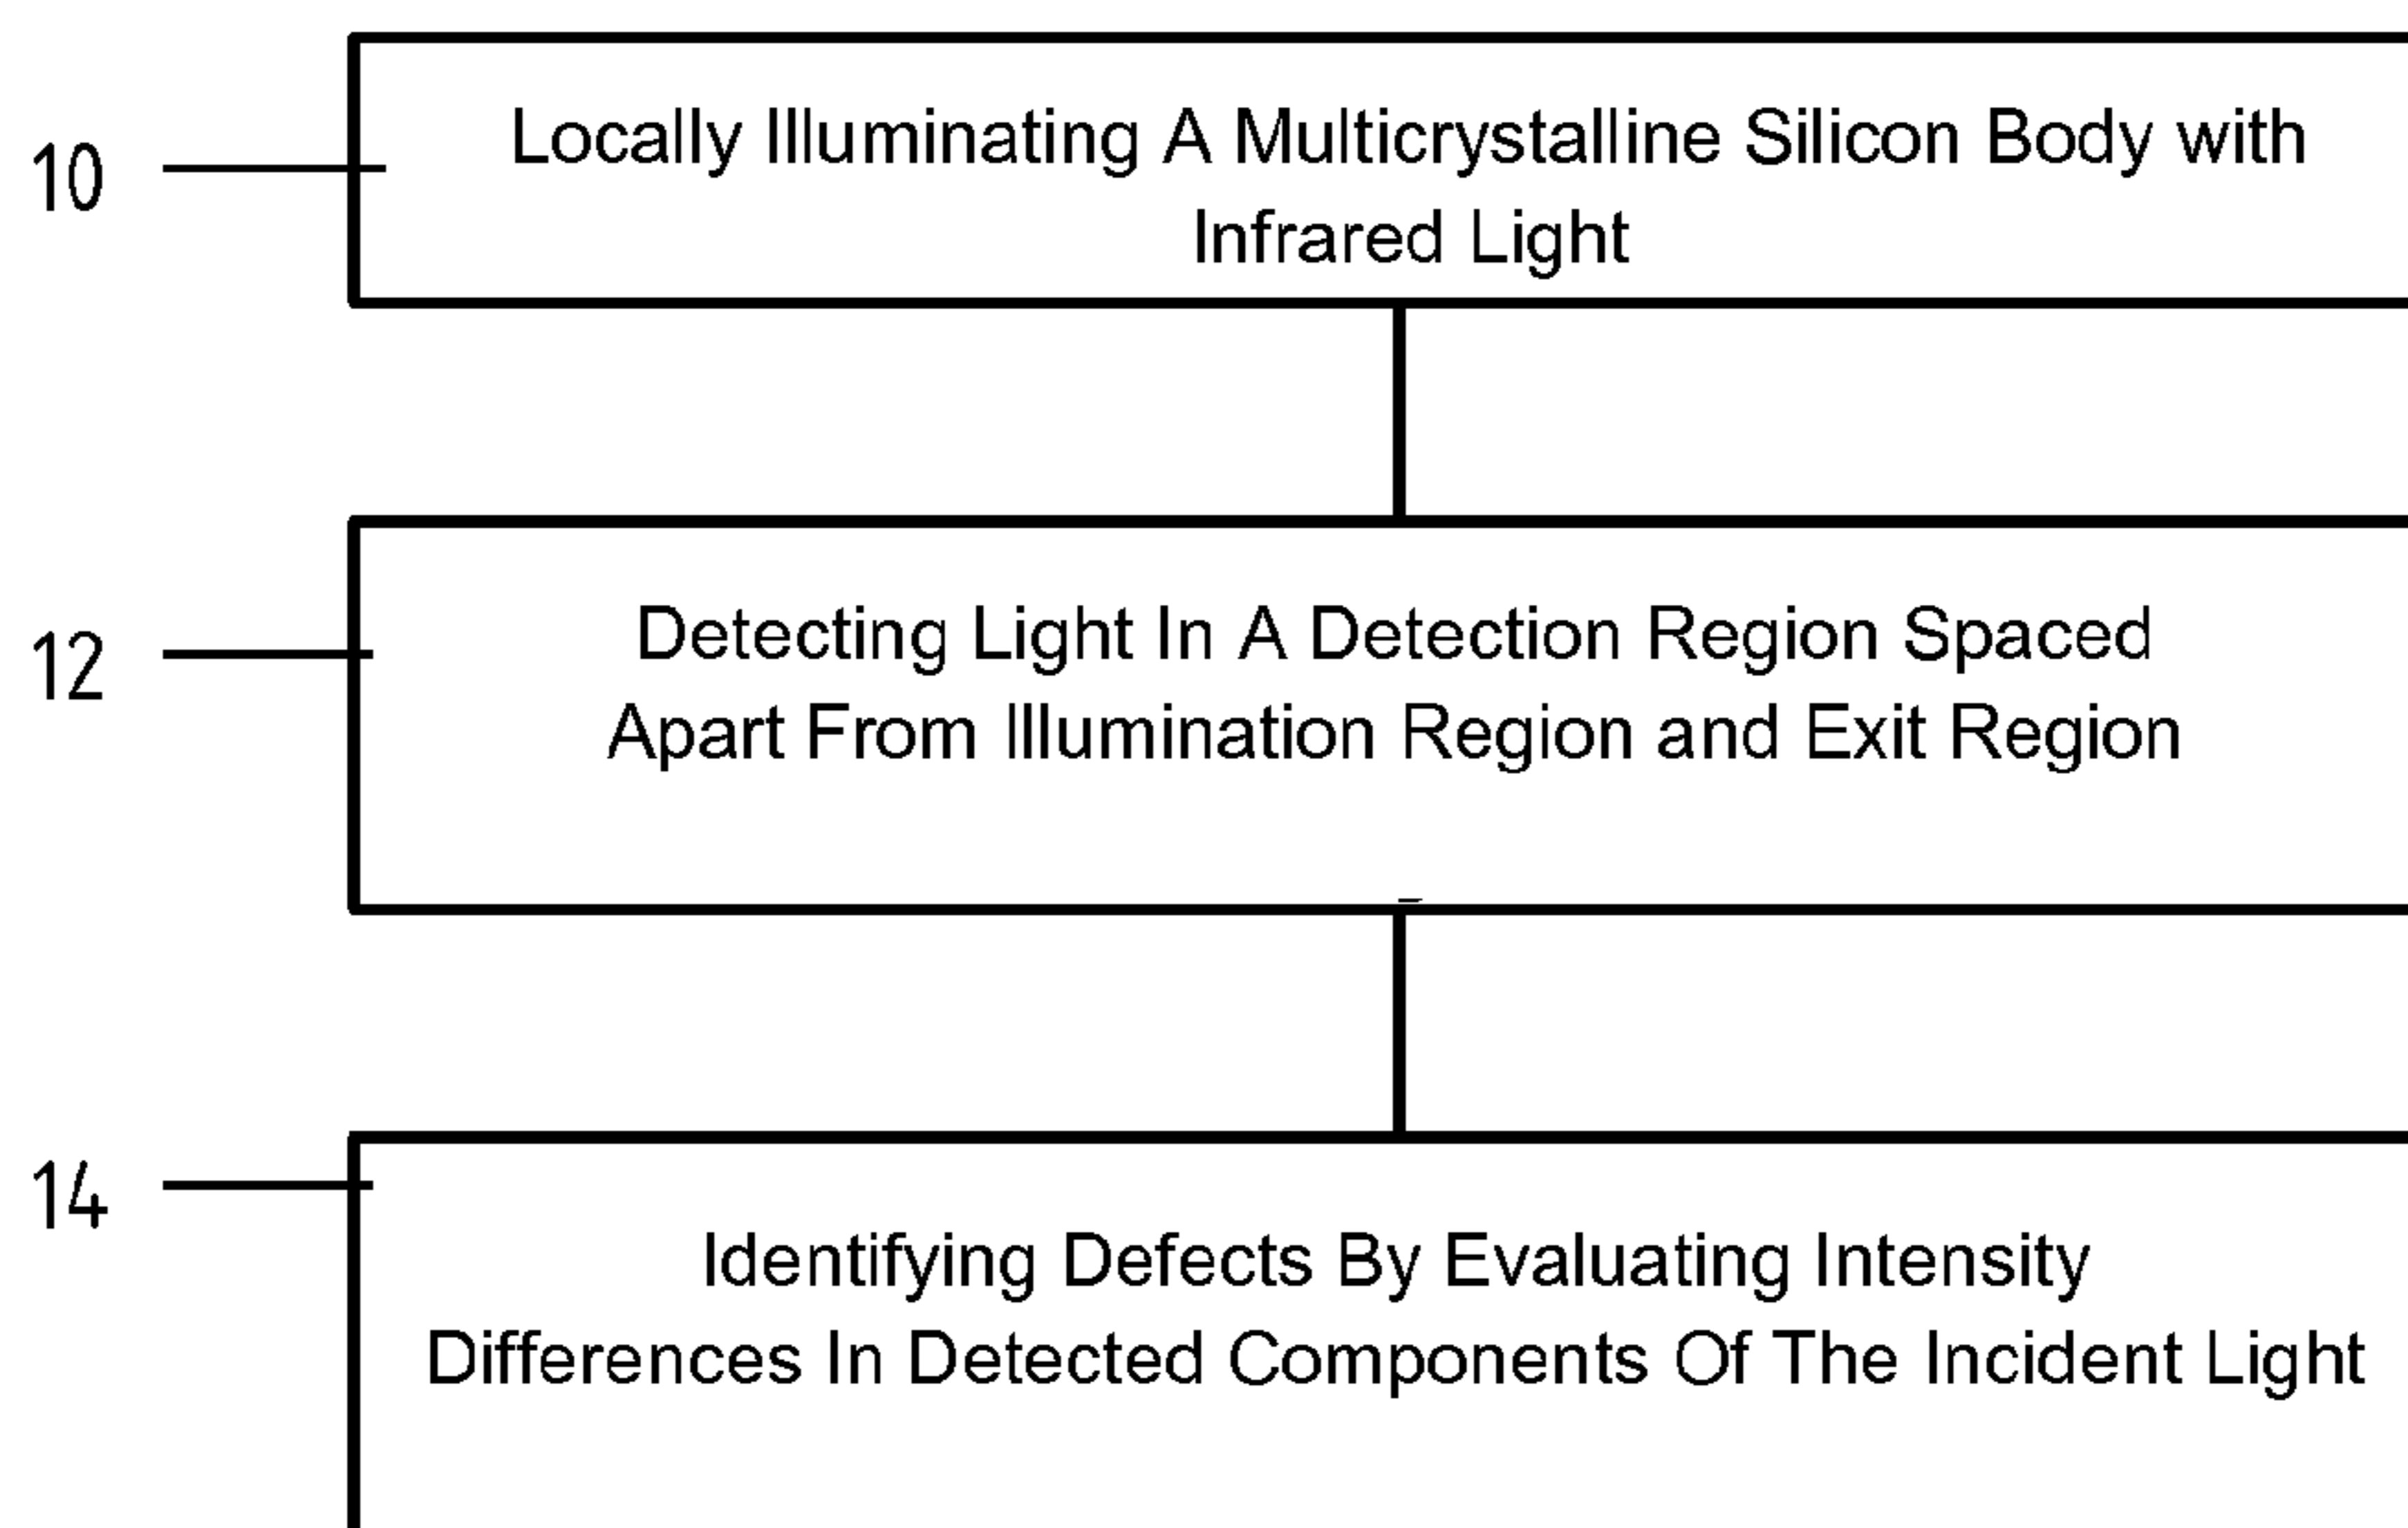 10
Locally Illuminating A Multicrystalline Silicon Body with
Infrared Light
12
Detecting Light In A Detection Region Spaced
Apart From Illumination Region and Exit Region
14
Identifying Defects By Evaluating Intensity
Differences In Detected Components Of The Incident Light